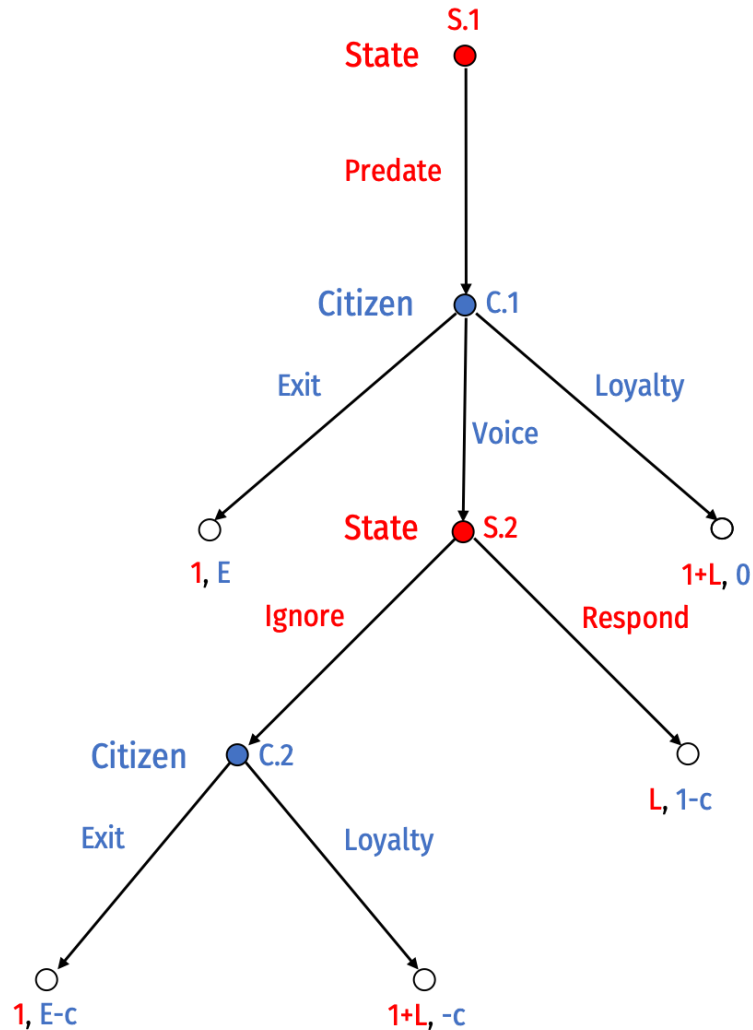 S.1
State
Predate
Citizen C.1
Exit
Loyalty
Voice
State S.2
1, E
1+L, 0
Ignore
Respond
Citizen C.2
L, 1-c
Exit
Loyalty
1, E-c
1+L, -c